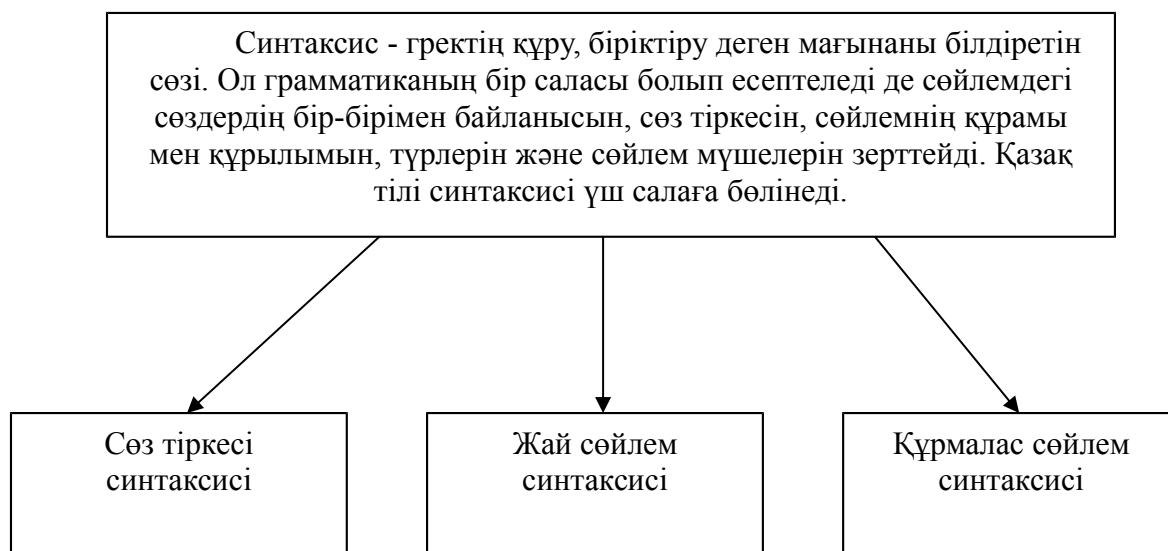 Синтаксис - гректің құру, біріктіру деген мағынаны білдіретін
сөзі. Ол грамматиканың бір саласы болып есептеледі де сөйлемдегі
сөздердің бір-бірімен байланысын, сөз тіркесін, сөйлемнің құрамы
мен құрылымын, түрлерін және сөйлем мүшелерін зерттейді. Қазақ
тілі синтаксисі үш салаға бөлінеді.
Сөз тіркесі
синтаксисі
Жай сөйлем
синтаксисі
Құрмалас сөйлем
синтаксисі